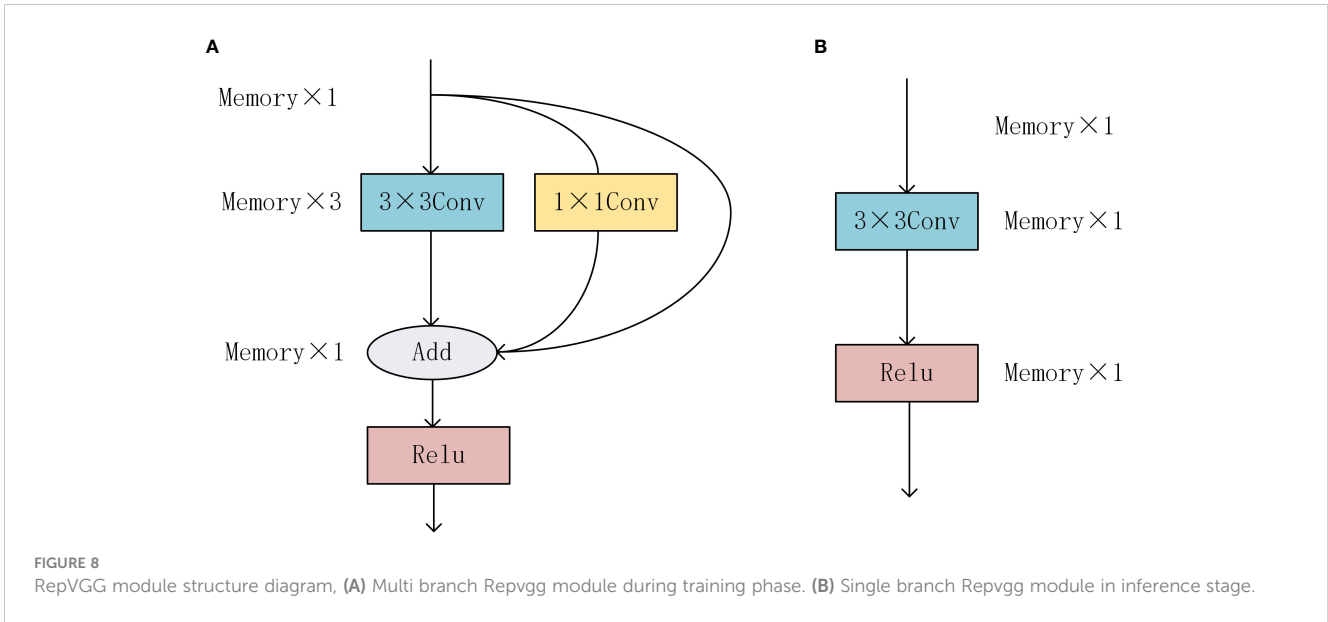 A
Memory×1
Memory×3
3×3Conv
1×1Conv
Memory×1
Add
Relu
B
Memory×1
3×3Conv
Memory×1
Relu
Memory×1
FIGURE 8
RepVGG module structure diagram, (A) Multi branch Repvgg module during training phase. (B) Single branch Repvgg module in inference stage.